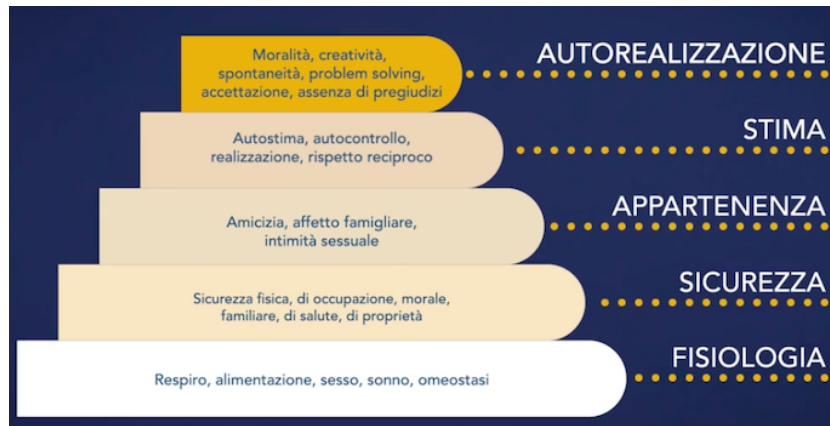 Moralità, creatività,
spontaneità, problem solving,
accettazione, assenza di pregiudizi
AUTOREALIZZAZIONE
Autostima, autocontrollo,
realizzazione, rispetto reciproco
STIMA
Amicizia, affetto famigliare,
intimità sessuale
APPARTENENZA
Sicurezza fisica, di occupazione, morale,
familiare, di salute, di proprietà
SICUREZZA
Respiro, alimentazione, sesso, sonno, omeostasi
FISIOLOGIA